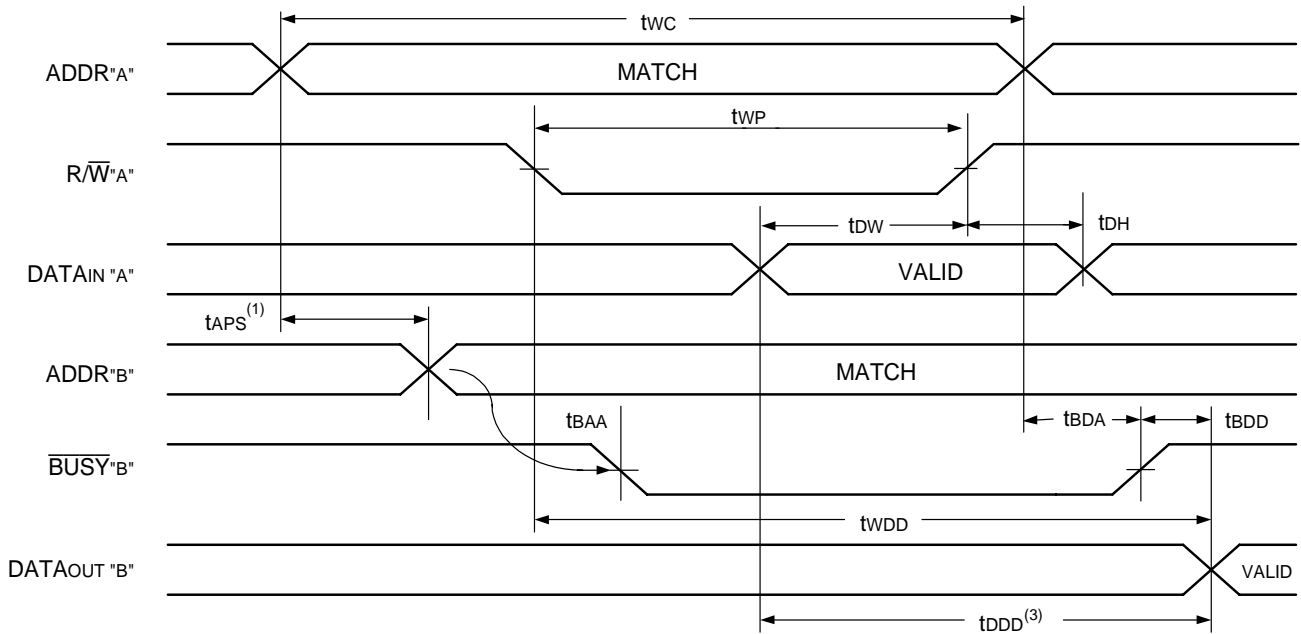 tWC
ADDR"A"
MATCH
tWP
R/W̅"A"
tDW
tDH
DATAIN "A"
VALID
tAPS(1)
ADDR"B"
MATCH
tBAA
tBDA
tBDD
B̅U̅S̅Y̅"B"
tWDD
DATAOUT "B"
VALID
tDDD(3)